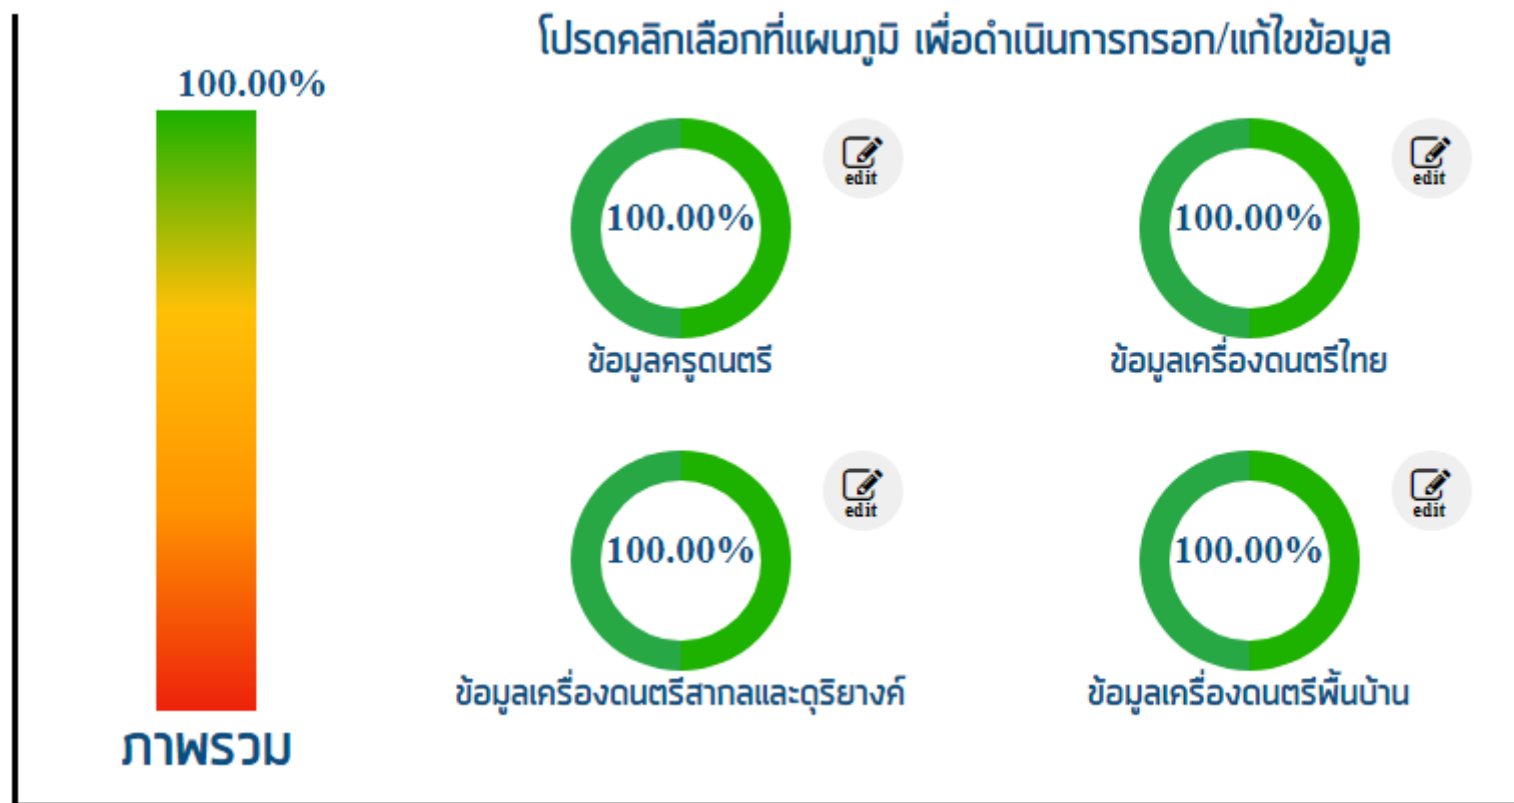 โปรดคลิกเลือกที่แผนภูมิ เพื่อดำเนินการกรอก/แก้ไขข้อมูล
100.00%
ภาพรวม
100.00%
edit
ข้อมูลครูดนตรี
100.00%
edit
ข้อมูลเครื่องดนตรีไทย
100.00%
edit
ข้อมูลเครื่องดนตรีสากลและดุริยางค์
100.00%
edit
ข้อมูลเครื่องดนตรีพื้นบ้าน